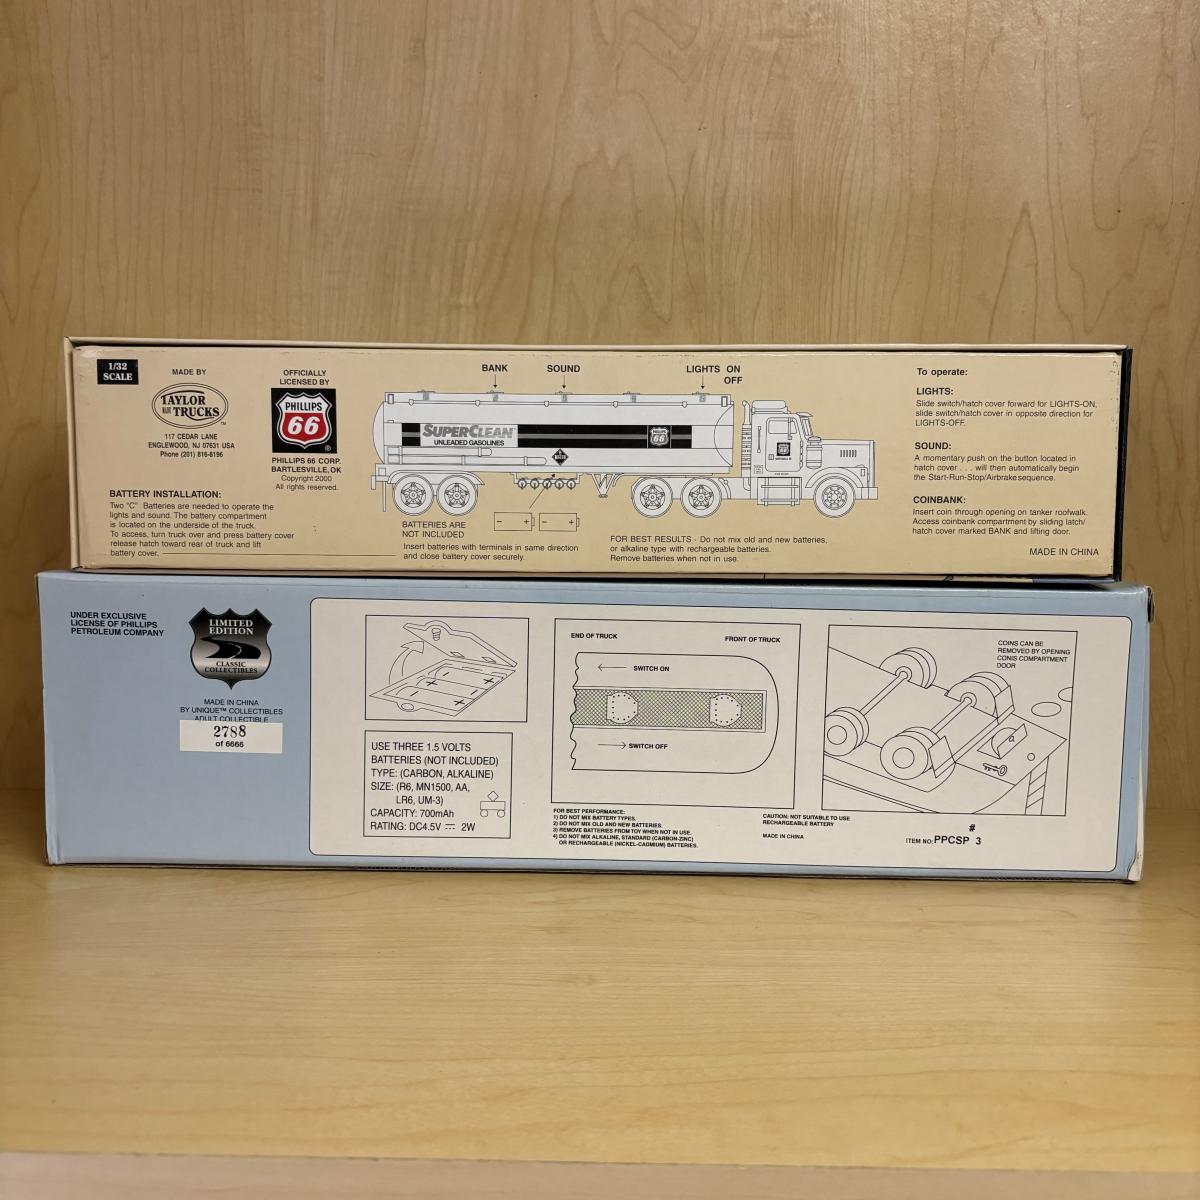 1/32
SCALE
MADE BY
TAYLOR
MADE TRUCKS™
117 CEDAR LANE
ENGLEWOOD, NJ 07631 USA
Phone (201) 816-8196
OFFICIALLY
LICENSED BY
PHILLIPS
66
®
PHILLIPS 66 CORP.
BARTLESVILLE, OK
Copyright 2000
All rights reserved.
BATTERY INSTALLATION:
Two "C" Batteries are needed to operate the
lights and sound. The battery compartment
is located on the underside of the truck.
To access, turn truck over and press battery cover
release hatch toward rear of truck and lift
battery cover.
BANK
SOUND
LIGHTS ON
OFF
SUPERCLEAN™
UNLEADED GASOLINES
PHILLIPS
66
BATTERIES ARE
NOT INCLUDED
- + - +
Insert batteries with terminals in same direction
and close battery cover securely.
FOR BEST RESULTS - Do not mix old and new batteries,
or alkaline type with rechargeable batteries.
Remove batteries when not in use.
To operate:
LIGHTS:
Slide switch/hatch cover forward for LIGHTS-ON,
slide switch/hatch cover in opposite direction for
LIGHTS-OFF.
SOUND:
A momentary push on the button located in
hatch cover . . . will then automatically begin
the Start-Run-Stop/Airbrake sequence.
COINBANK:
Insert coin through opening on tanker roofwalk.
Access coinbank compartment by sliding latch/
hatch cover marked BANK and lifting door.
MADE IN CHINA
UNDER EXCLUSIVE
LICENSE OF PHILLIPS
PETROLEUM COMPANY
LIMITED
EDITION
CLASSIC
COLLECTIBLES
MADE IN CHINA
BY UNIQUE™ COLLECTIBLES
ADULT COLLECTIBLE
2788
of 6666
USE THREE 1.5 VOLTS
BATTERIES (NOT INCLUDED)
TYPE: (CARBON, ALKALINE)
SIZE: (R6, MN1500, AA,
LR6, UM-3)
CAPACITY: 700mAh
RATING: DC4.5V ⎓ 2W
END OF TRUCK
FRONT OF TRUCK
SWITCH ON
SWITCH OFF
FOR BEST PERFORMANCE:
1) DO NOT MIX BATTERY TYPES.
2) DO NOT MIX OLD AND NEW BATTERIES.
3) REMOVE BATTERIES FROM TOY WHEN NOT IN USE.
4) DO NOT MIX ALKALINE, STANDARD (CARBON-ZINC)
OR RECHARGEABLE (NICKEL-CADMIUM) BATTERIES.
CAUTION: NOT SUITABLE TO USE
RECHARGEABLE BATTERY
MADE IN CHINA
COINS CAN BE
REMOVED BY OPENING
CONIS COMPARTMENT
DOOR
#
ITEM NO: PPCSP 3